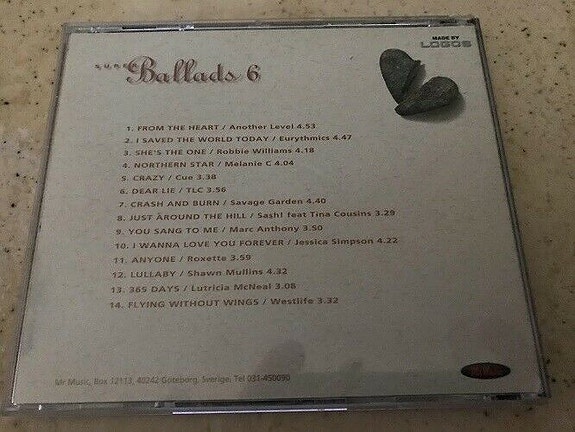 MADE BY
LOGOS
super
Ballads 6
1. FROM THE HEART / Another Level 4.53
2. I SAVED THE WORLD TODAY / Eurythmics 4.47
3. SHE'S THE ONE / Robbie Williams 4.18
4. NORTHERN STAR / Melanie C 4.04
5. CRAZY / Cue 3.38
6. DEAR LIE / TLC 3.56
7. CRASH AND BURN / Savage Garden 4.40
8. JUST AROUND THE HILL / Sash! feat Tina Cousins 3.29
9. YOU SANG TO ME / Marc Anthony 3.50
10. I WANNA LOVE YOU FOREVER / Jessica Simpson 4.22
11. ANYONE / Roxette 3.59
12. LULLABY / Shawn Mullins 4.32
13. 365 DAYS / Lutricia McNeal 3.08
14. FLYING WITHOUT WINGS / Westlife 3.32
Mr Music, Box 12113, 40242 Göteborg, Sverige. Tel 031-450090